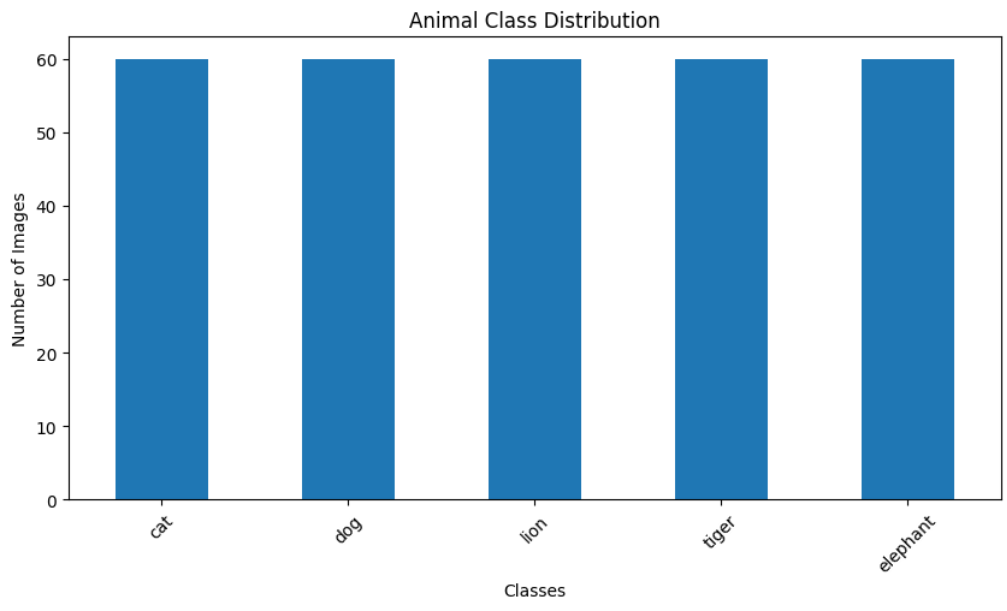 Animal Class Distribution
Number of Images
60
50
40
30
20
10
0
cat
dog
lion
tiger
elephant
Classes